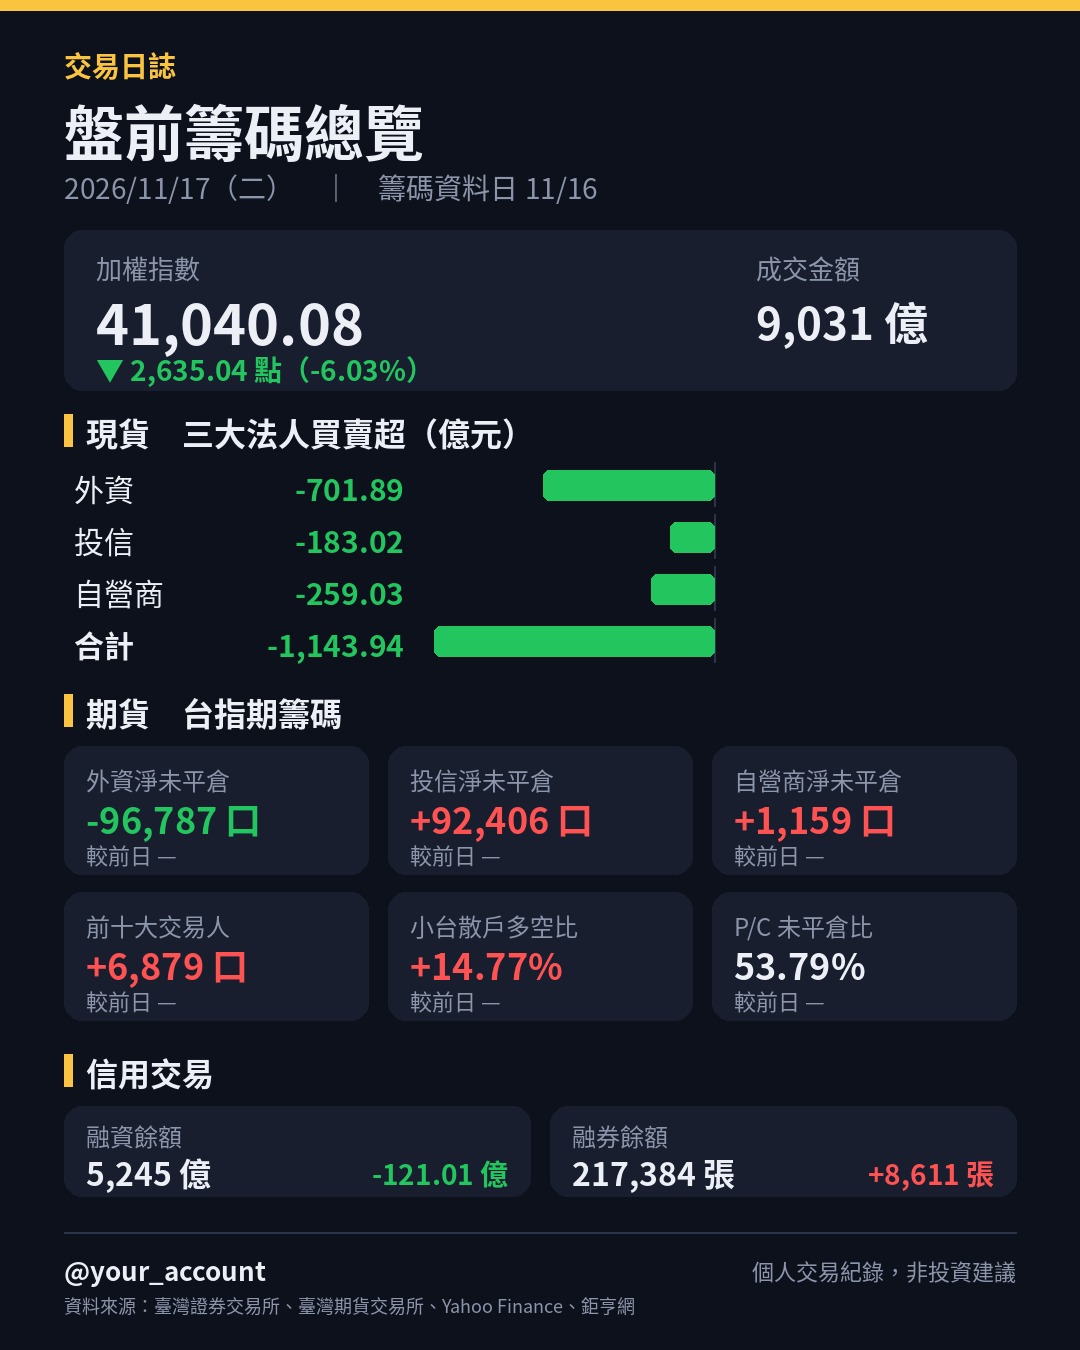 交易日誌
盤前籌碼總覽
2026/11/17（二） ｜ 籌碼資料日 11/16
加權指數 成交金額
41,040.08 9,031 億
▼ 2,635.04 點（-6.03%）
現貨 三大法人買賣超（億元）
外資 -701.89
投信 -183.02
自營商 -259.03
合計 -1,143.94
期貨 台指期籌碼
外資淨未平倉 投信淨未平倉 自營商淨未平倉
-96,787 口 +92,406 口 +1,159 口
較前日 — 較前日 — 較前日 —
前十大交易人 小台散戶多空比 P/C 未平倉比
+6,879 口 +14.77% 53.79%
較前日 — 較前日 — 較前日 —
信用交易
融資餘額 融券餘額
5,245 億 -121.01 億 217,384 張 +8,611 張
@your_account 個人交易紀錄，非投資建議
資料來源：臺灣證券交易所、臺灣期貨交易所、Yahoo Finance、鉅亨網